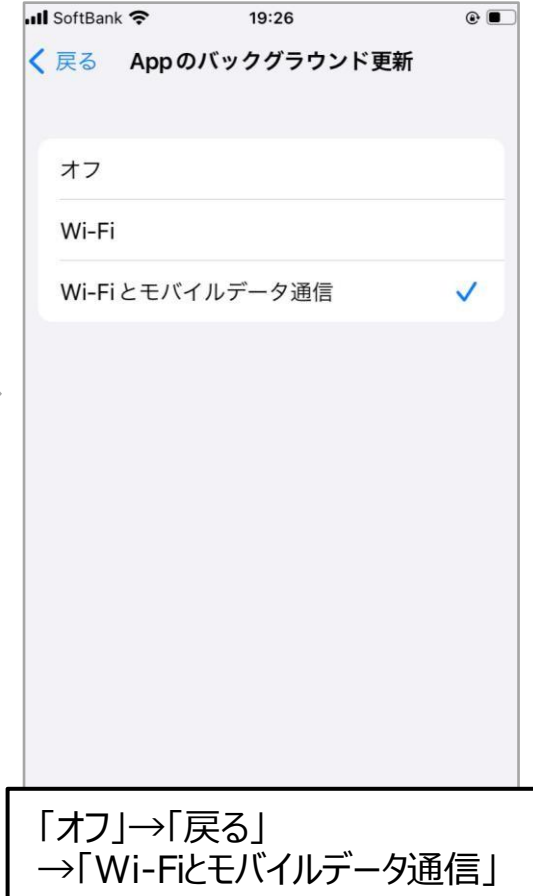 SoftBank 19:26
戻る Appのバックグラウンド更新
オフ
Wi-Fi
Wi-Fiとモバイルデータ通信
「オフ」→「戻る」
→「Wi-Fiとモバイルデータ通信」